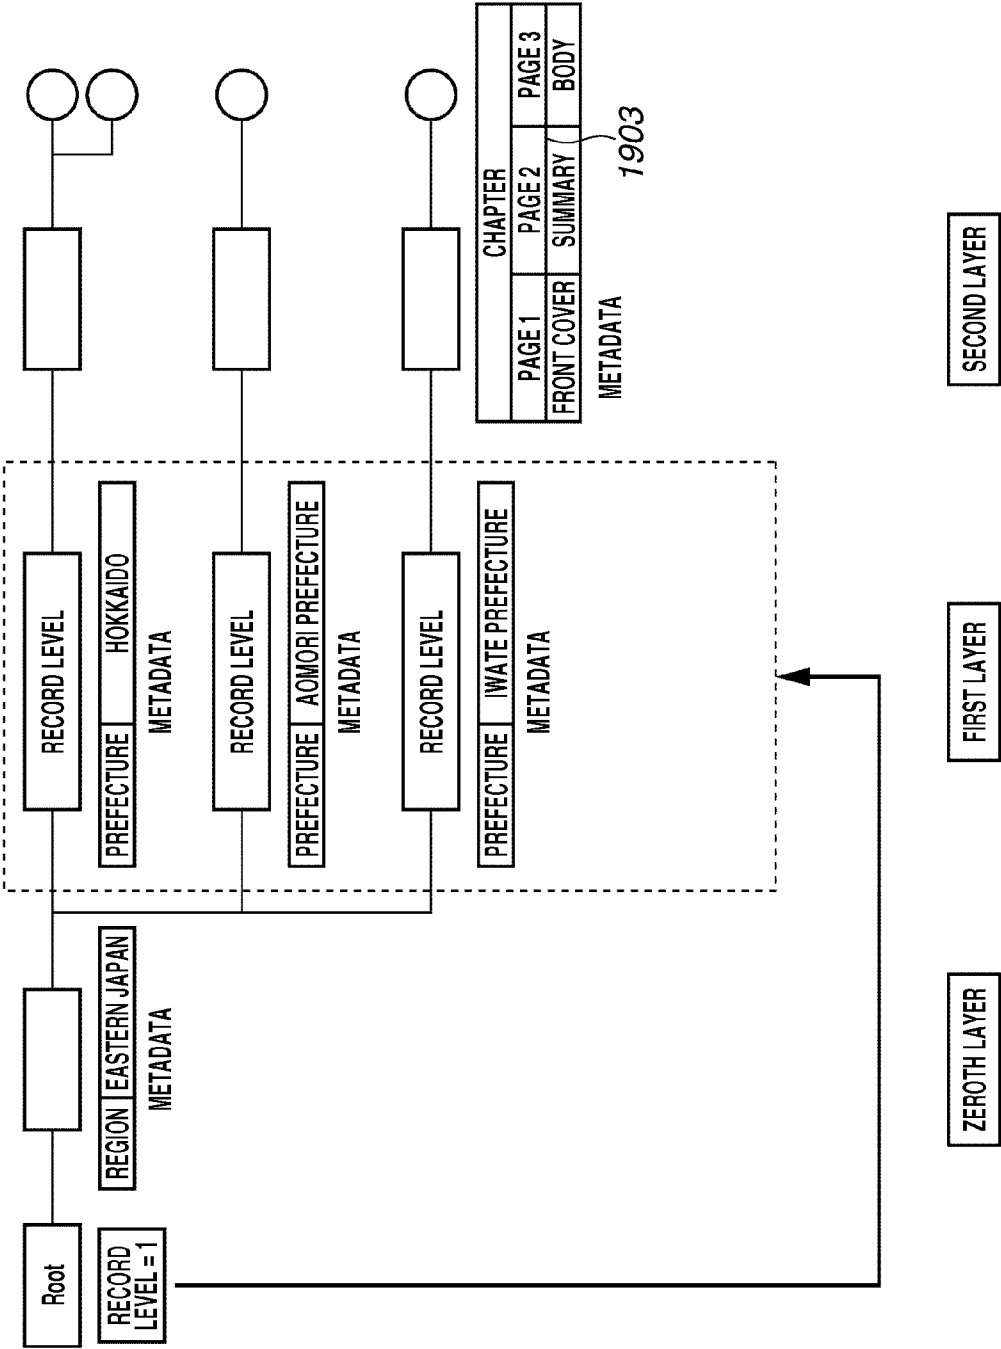 Root
RECORD
LEVEL = 1
REGION EASTERN JAPAN
METADATA
RECORD LEVEL
PREFECTURE HOKKAIDO
METADATA
RECORD LEVEL
PREFECTURE AOMORI PREFECTURE
METADATA
RECORD LEVEL
PREFECTURE IWATE PREFECTURE
METADATA
CHAPTER
PAGE 1 PAGE 2 PAGE 3
FRONT COVER SUMMARY BODY
METADATA
1903
ZEROTH LAYER
FIRST LAYER
SECOND LAYER